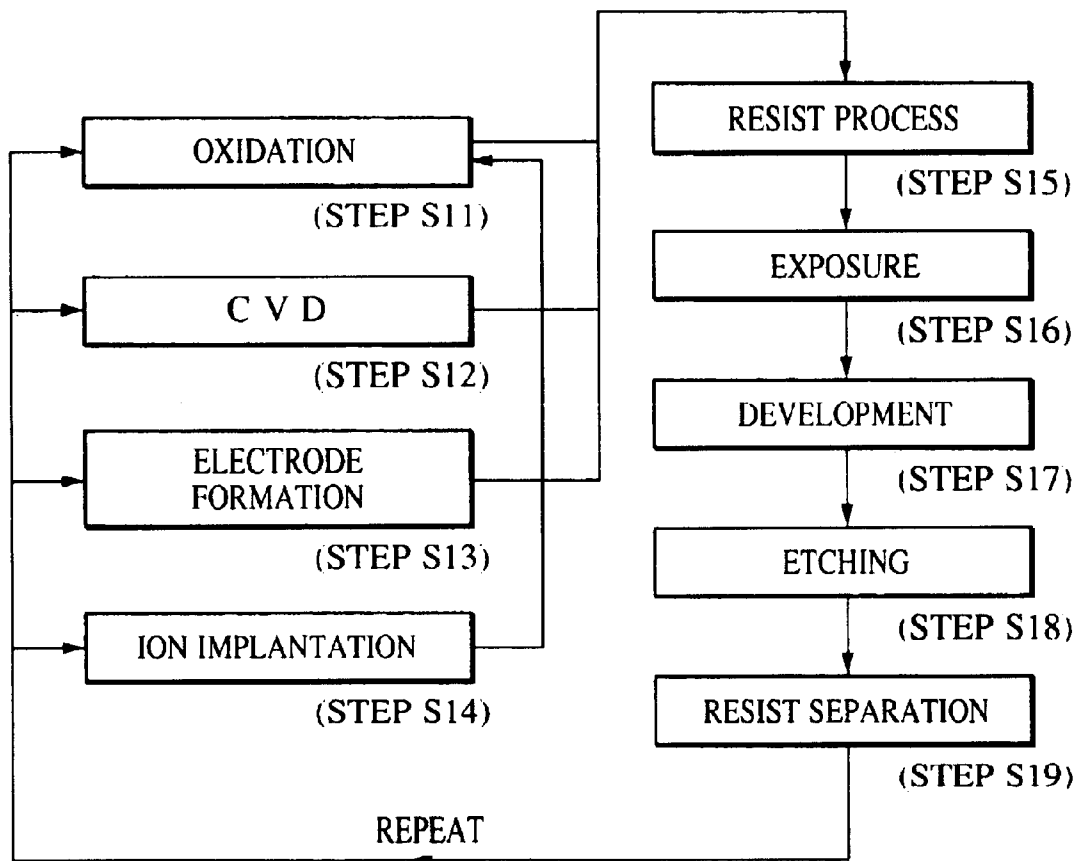 OXIDATION
(STEP S11)
C V D
(STEP S12)
ELECTRODE
FORMATION
(STEP S13)
ION IMPLANTATION
(STEP S14)
RESIST PROCESS
(STEP S15)
EXPOSURE
(STEP S16)
DEVELOPMENT
(STEP S17)
ETCHING
(STEP S18)
RESIST SEPARATION
(STEP S19)
REPEAT